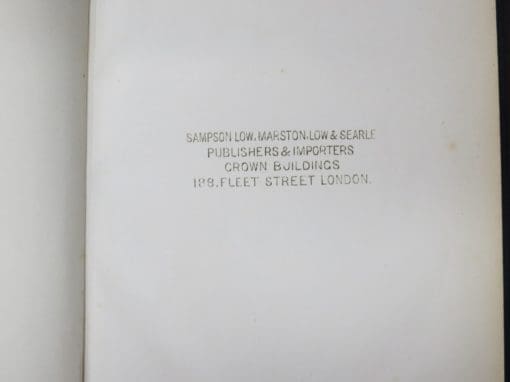 SAMPSON LOW, MARSTON, LOW & SEARLE
PUBLISHERS & IMPORTERS
CROWN BUILDINGS
188, FLEET STREET LONDON.